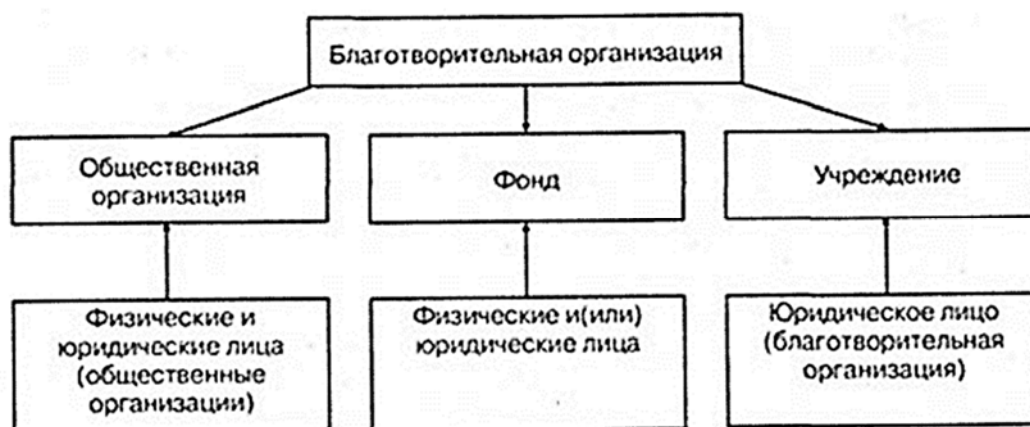 Благотворительная организация
Общественная
организация
Фонд
Учреждение
Физические и
юридические лица
(общественные
организации)
Физические и(или)
юридические лица
Юридическое лицо
(благотворительная
организация)